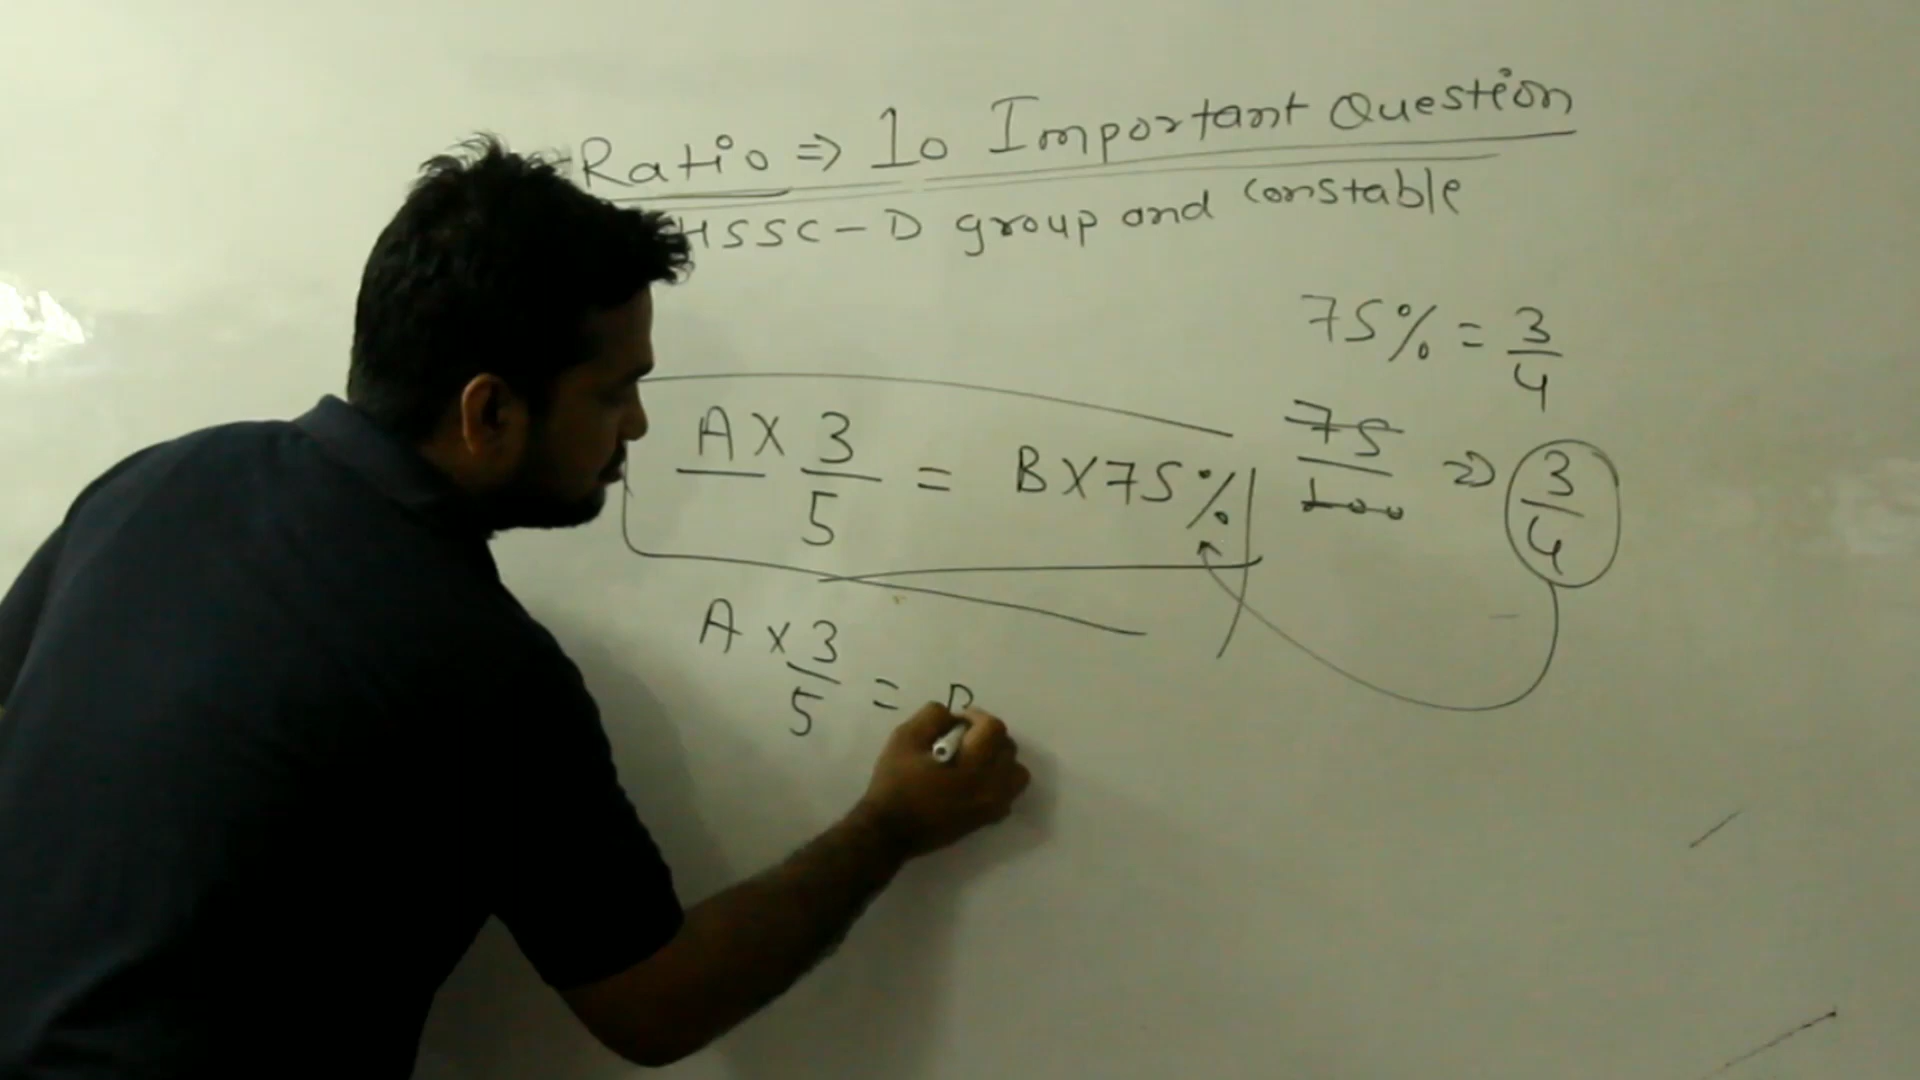 Ratio ⇒ 10 Important Question
HSSC - D group and constable
75% = 3/4
A × 3/5 = B × 75%
75/100 ⇒ 3/4
A × 3/5 =